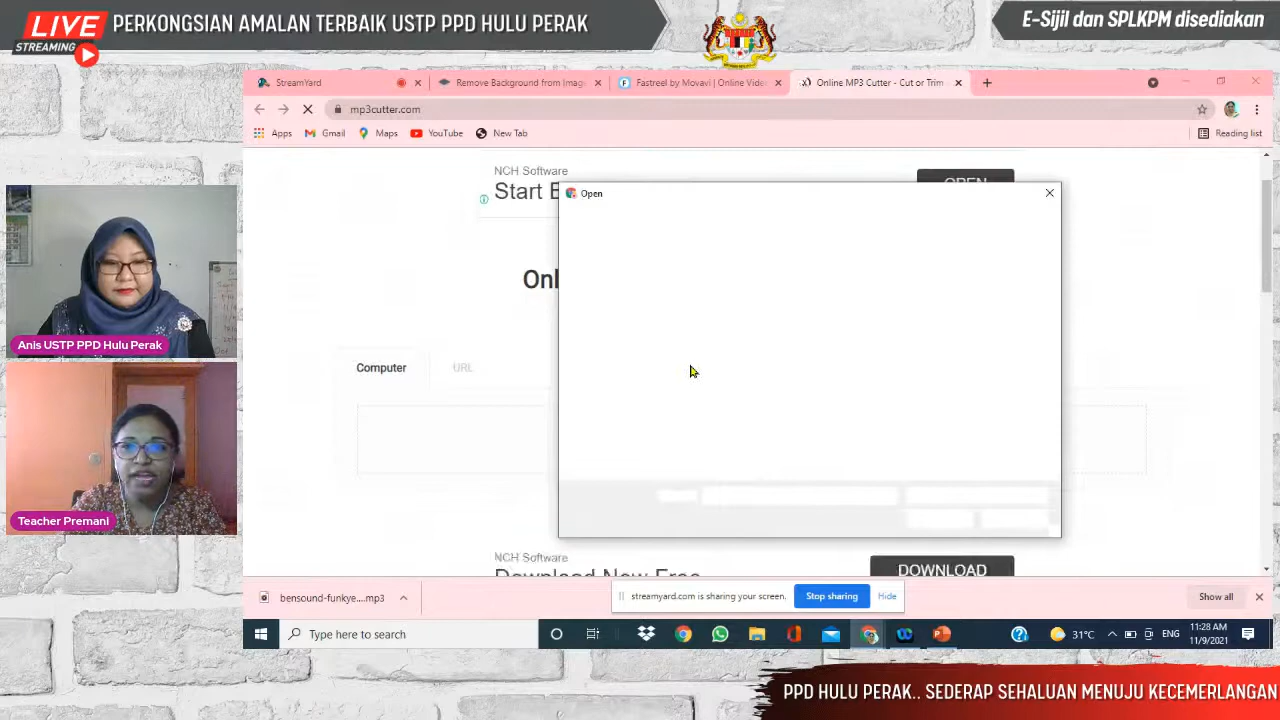 LIVE
STREAMING
PERKONGSIAN AMALAN TERBAIK USTP PPD HULU PERAK
E-Sijil dan SPLKPM disediakan
StreamYard
Remove Background from Imag
Fastreel by Movavi | Online Vide
Online MP3 Cutter - Cut or Trim
mp3cutter.com
Apps
Gmail
Maps
YouTube
New Tab
Reading list
NCH Software
Start E
OPEN
Open
Onl
Computer
URL
Anis USTP PPD Hulu Perak
Teacher Premani
NCH Software
Download Now Free
DOWNLOAD
bensound-funkye....mp3
streamyard.com is sharing your screen.
Stop sharing
Hide
Show all
Type here to search
31°C
ENG
11:28 AM
11/9/2021
PPD HULU PERAK.. SEDERAP SEHALUAN MENUJU KECEMERLANGAN